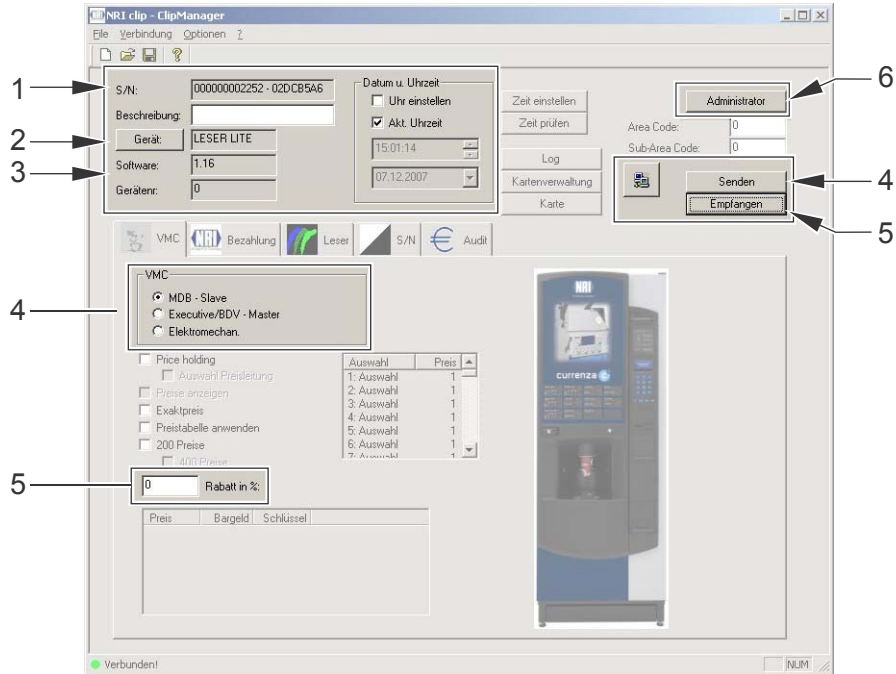 NRI clip - ClipManager
File Verbindung Optionen ?
1
S/N: 000000002252 - 02DCB5A6
Beschreibung:
2
Gerät: LESER LITE
3
Software: 1.16
Gerätenr: 0
Datum u. Uhrzeit
Uhr einstellen
Akt. Uhrzeit
15:01:14
07.12.2007
Zeit einstellen
Zeit prüfen
Log
Kartenverwaltung
Karte
Administrator
6
Area Code: 0
Sub-Area Code: 0
Senden
4
Empfangen
5
VMC
NRI Bezahlung
Leser
S/N
€ Audit
4
VMC
MDB - Slave
Executive/BDV - Master
Elektromechan.
Price holding
Auswahl Preisleitung
Preise anzeigen
Exaktpreis
Preistabelle anwenden
200 Preise
400 Preise
Auswahl Preis
1: Auswahl 1
2: Auswahl 1
3: Auswahl 1
4: Auswahl 1
5: Auswahl 1
6: Auswahl 1
7: Auswahl 1
5
0 Rabatt in %:
Preis Bargeld Schlüssel
NRI
currenza
Verbunden!
NUM